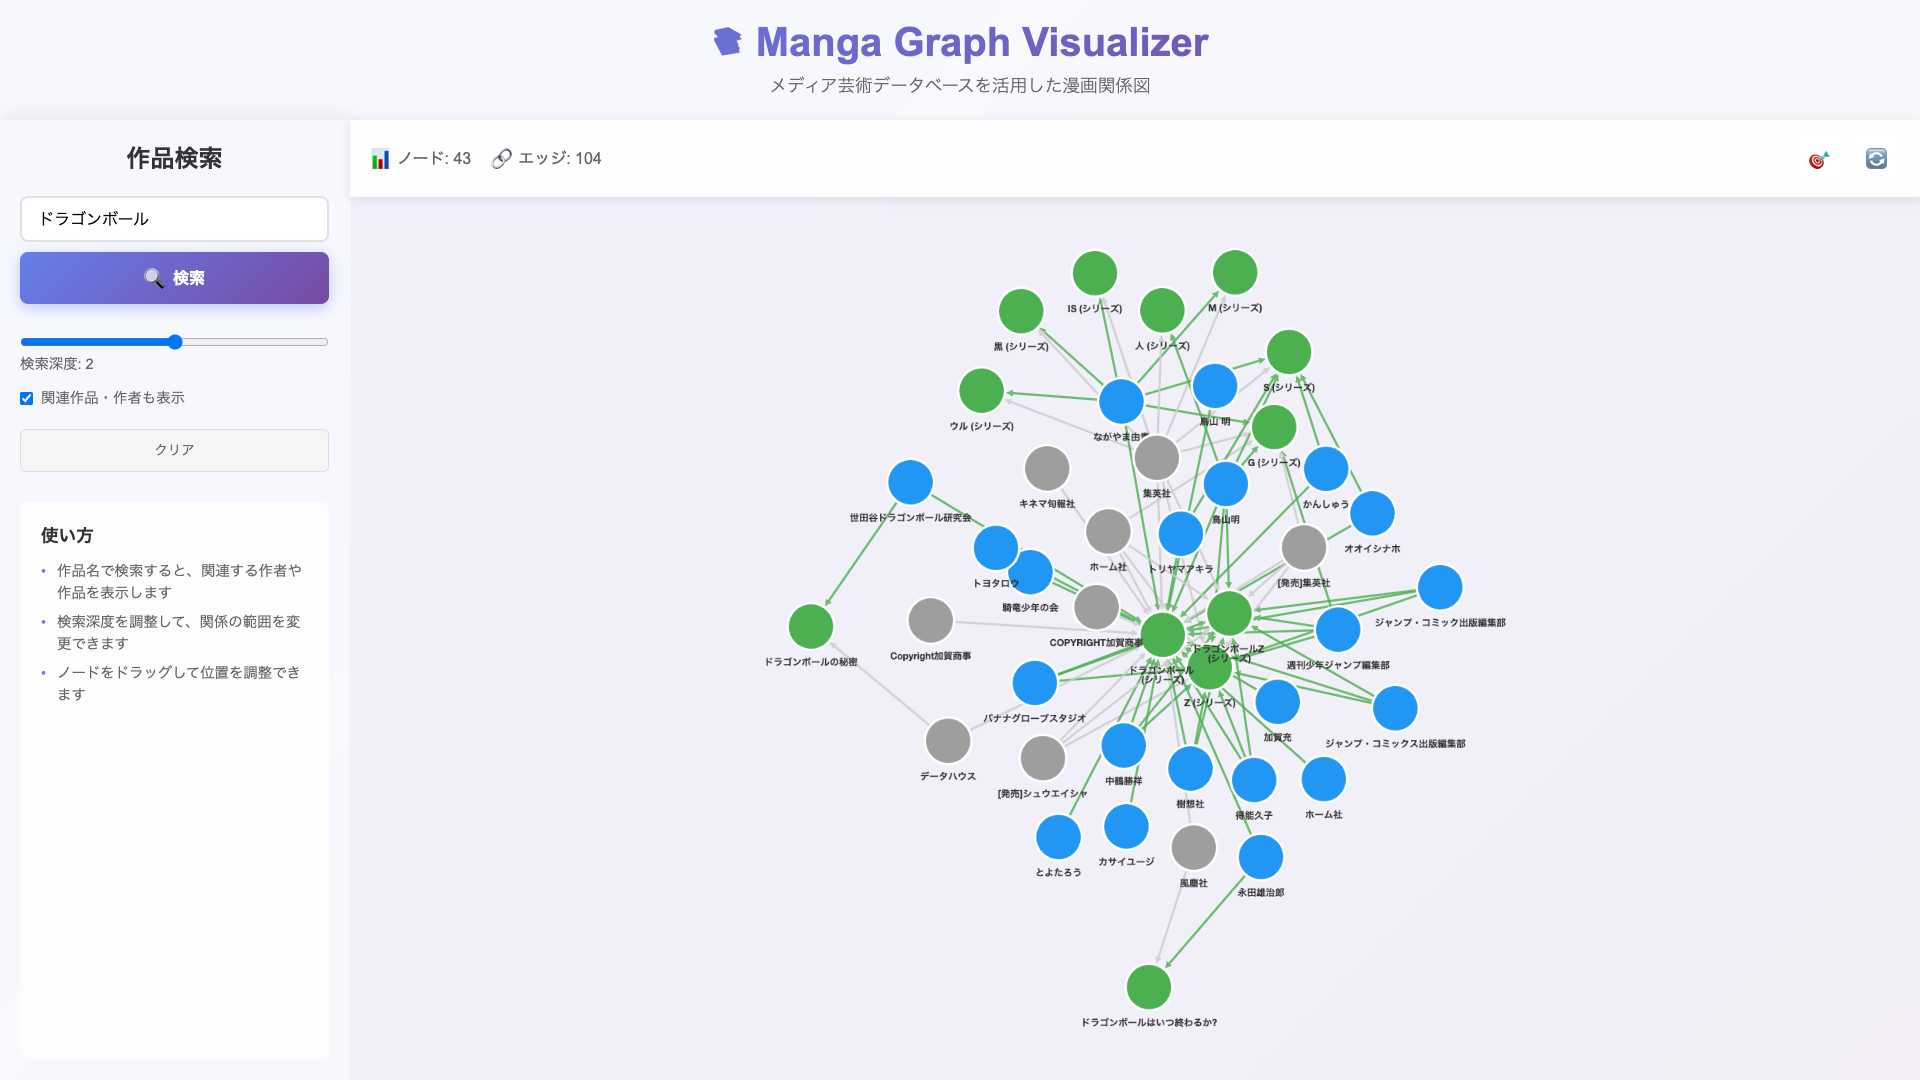 Manga Graph Visualizer
メディア芸術データベースを活用した漫画関係図
作品検索
ドラゴンボール
検索
検索深度: 2
関連作品・作者も表示
クリア
使い方
• 作品名で検索すると、関連する作者や
作品を表示します
• 検索深度を調整して、関係の範囲を変
更できます
• ノードをドラッグして位置を調整でき
ます
ノード: 43
エッジ: 104
IS (シリーズ)
M (シリーズ)
黒 (シリーズ)
人 (シリーズ)
S (シリーズ)
ウル (シリーズ)
鳥山 明
ながやま由
G (シリーズ)
集英社
キネマ旬報社
かんしゅう
世田谷ドラゴンボール研究会
鳥山明
オオイシナホ
ホーム社
トリヤマアキラ
トヨタロウ
[発売]集英社
騎竜少年の会
ジャンプ・コミック出版編集部
COPYRIGHT加賀商事
ドラゴンボールZ
(シリーズ)
Copyright加賀商事
ドラゴンボールの秘密
週刊少年ジャンプ編集部
ドラゴンボール
(シリーズ)
Z (シリーズ)
バナナグローブスタジオ
加賀充
ジャンプ・コミックス出版編集部
データハウス
中鶴勝祥
[発売]シュウエイシャ
樹想社
得能久子
ホーム社
カサイユージ
とよたろう
風塵社
永田雄治郎
ドラゴンボールはいつ終わるか?